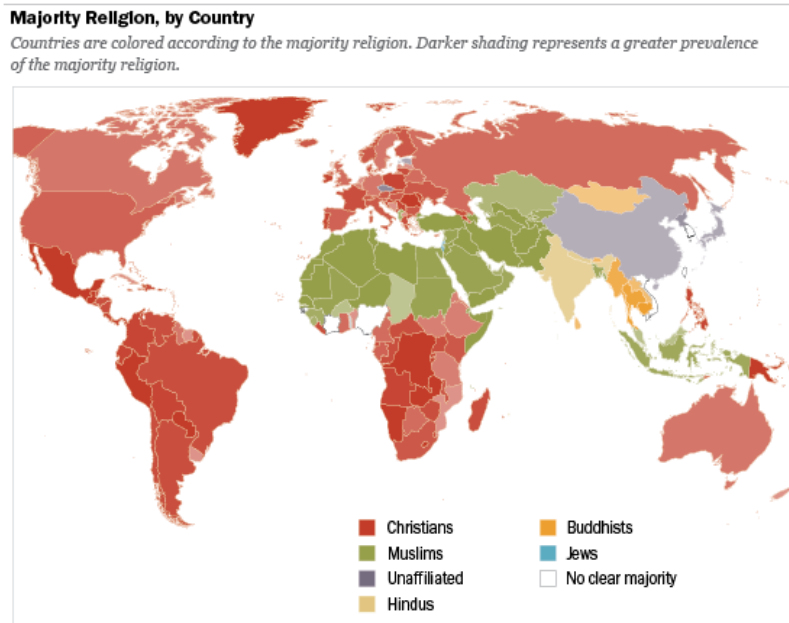 Majority Religion, by Country
Countries are colored according to the majority religion. Darker shading represents a greater prevalence
of the majority religion.
Christians
Muslims
Unaffiliated
Hindus
Buddhists
Jews
No clear majority